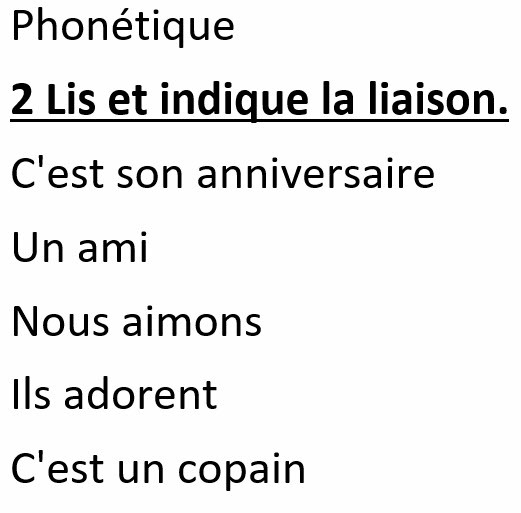 Phonétique
2 Lis et indique la liaison.
C'est son anniversaire
Un ami
Nous aimons
Ils adorent
C'est un copain